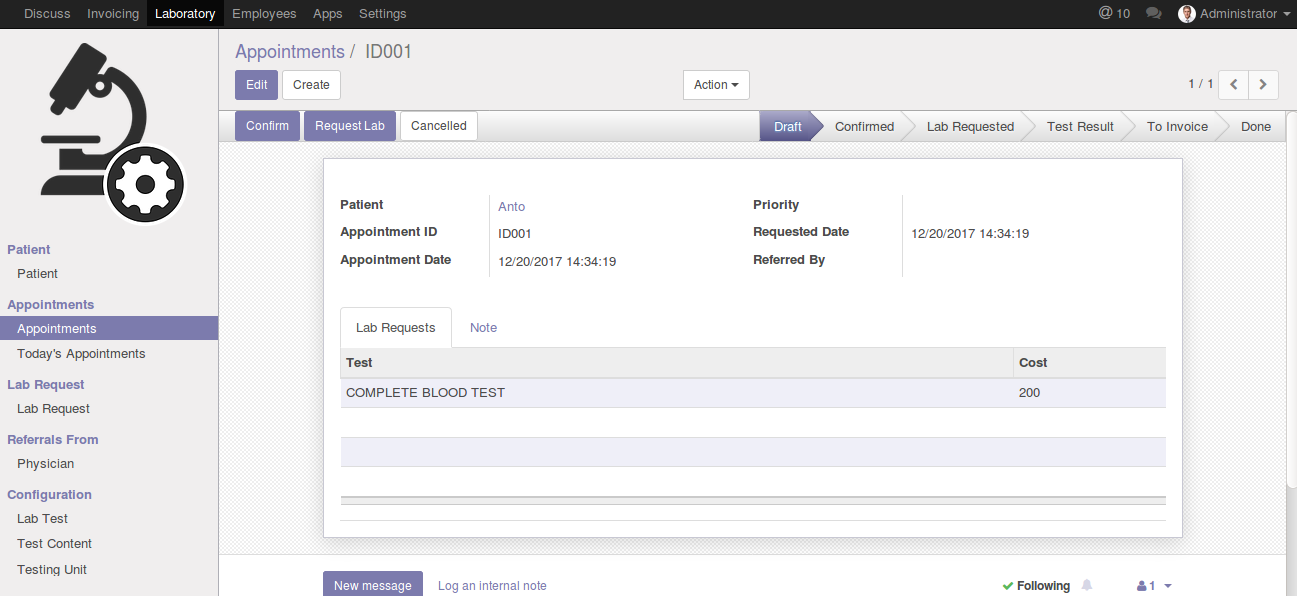 Discuss Invoicing Laboratory Employees Apps Settings @ 10 Administrator
Appointments / ID001
Edit Create Action 1 / 1
Confirm Request Lab Cancelled Draft Confirmed Lab Requested Test Result To Invoice Done
Patient
Patient
Appointments
Appointments
Today's Appointments
Lab Request
Lab Request
Referrals From
Physician
Configuration
Lab Test
Test Content
Testing Unit
Patient Anto Priority
Appointment ID ID001 Requested Date 12/20/2017 14:34:19
Appointment Date 12/20/2017 14:34:19 Referred By
Lab Requests Note
Test Cost
COMPLETE BLOOD TEST 200
New message Log an internal note Following 1